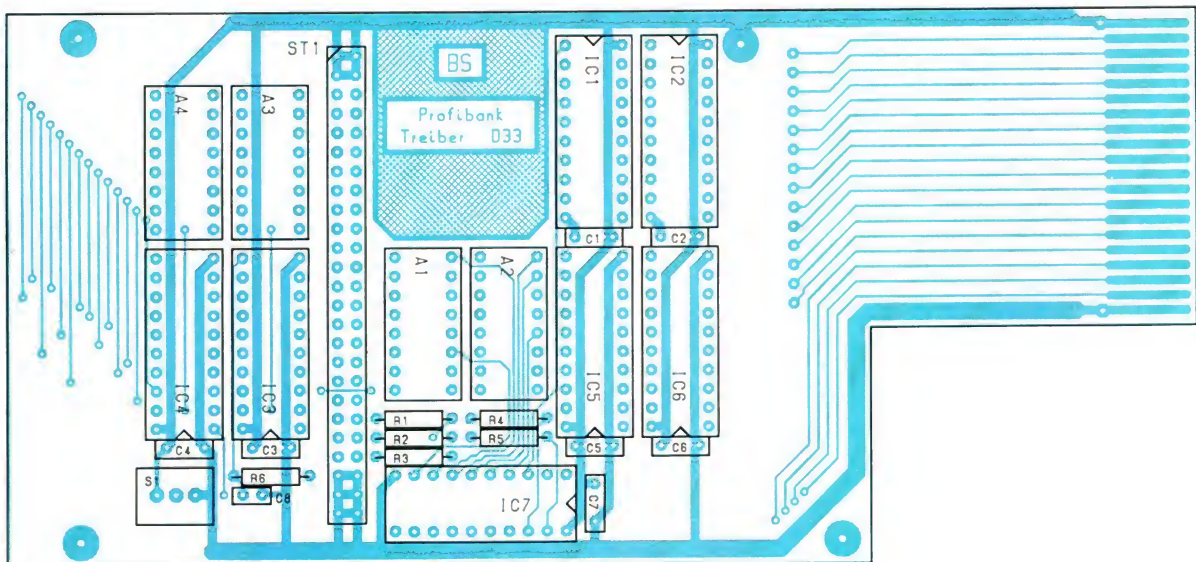 ST1
BS
IC1
IC2
A4
A3
Profibank
Treiber D33
C1
C2
A1
A2
IC4
IC3
IC5
IC6
R1
R4
R2
R5
R3
C4
C3
C5
C6
S1
R6
C8
IC7
C7